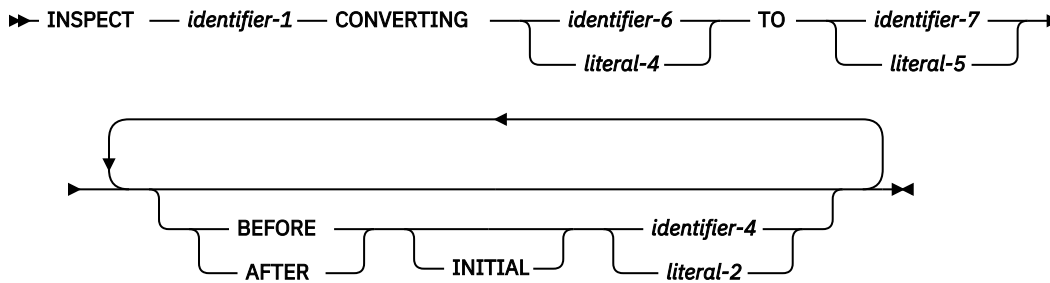 INSPECT identifier-1 CONVERTING identifier-6 TO identifier-7
literal-4 literal-5
BEFORE identifier-4
AFTER INITIAL literal-2